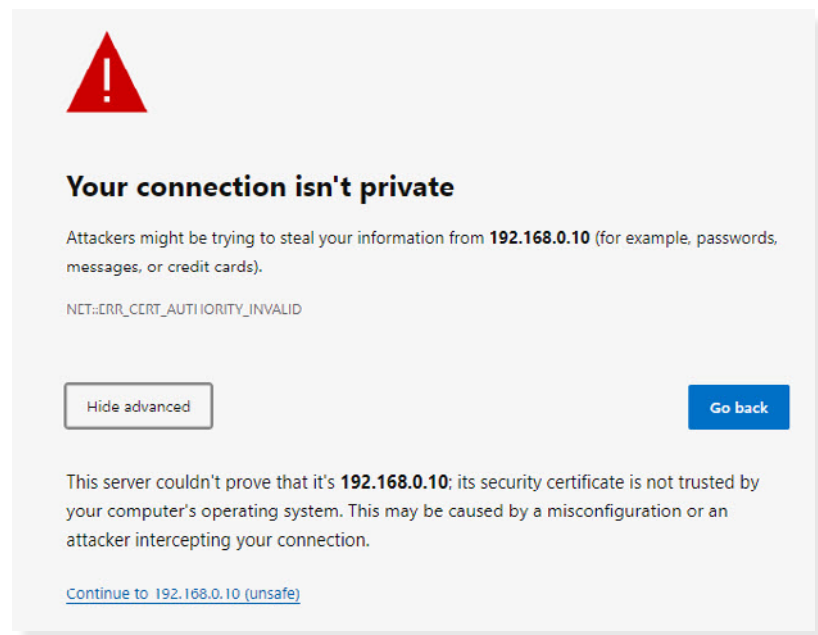 Your connection isn't private
Attackers might be trying to steal your information from 192.168.0.10 (for example, passwords,
messages, or credit cards).
NET::ERR_CERT_AUTHORITY_INVALID
Hide advanced
Go back
This server couldn't prove that it's 192.168.0.10; its security certificate is not trusted by
your computer's operating system. This may be caused by a misconfiguration or an
attacker intercepting your connection.
Continue to 192.168.0.10 (unsafe)